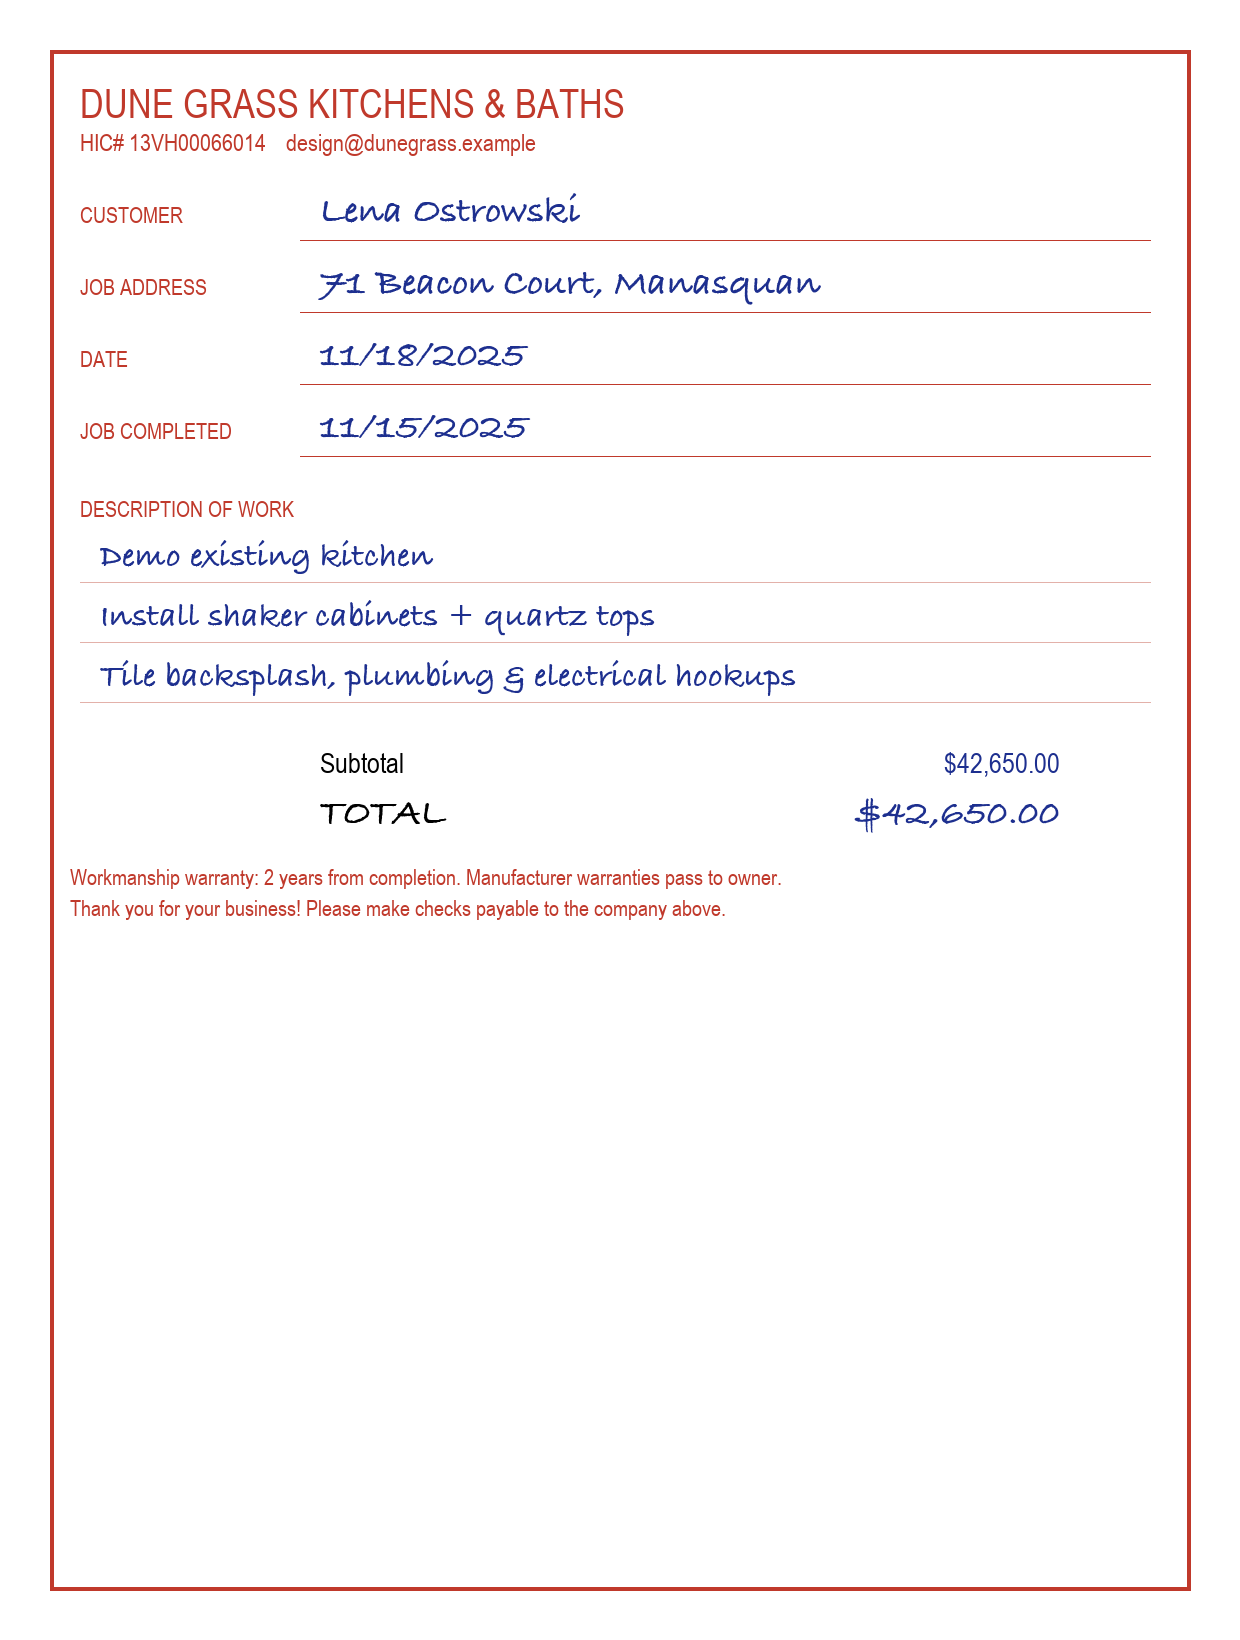 DUNE GRASS KITCHENS & BATHS
HIC# 13VH00066014 design@dunegrass.example
CUSTOMER Lena Ostrowski
JOB ADDRESS 71 Beacon Court, Manasquan
DATE 11/18/2025
JOB COMPLETED 11/15/2025
DESCRIPTION OF WORK
Demo existing kitchen
Install shaker cabinets + quartz tops
Tile backsplash, plumbing & electrical hookups
Subtotal $42,650.00
TOTAL $42,650.00
Workmanship warranty: 2 years from completion. Manufacturer warranties pass to owner.
Thank you for your business! Please make checks payable to the company above.